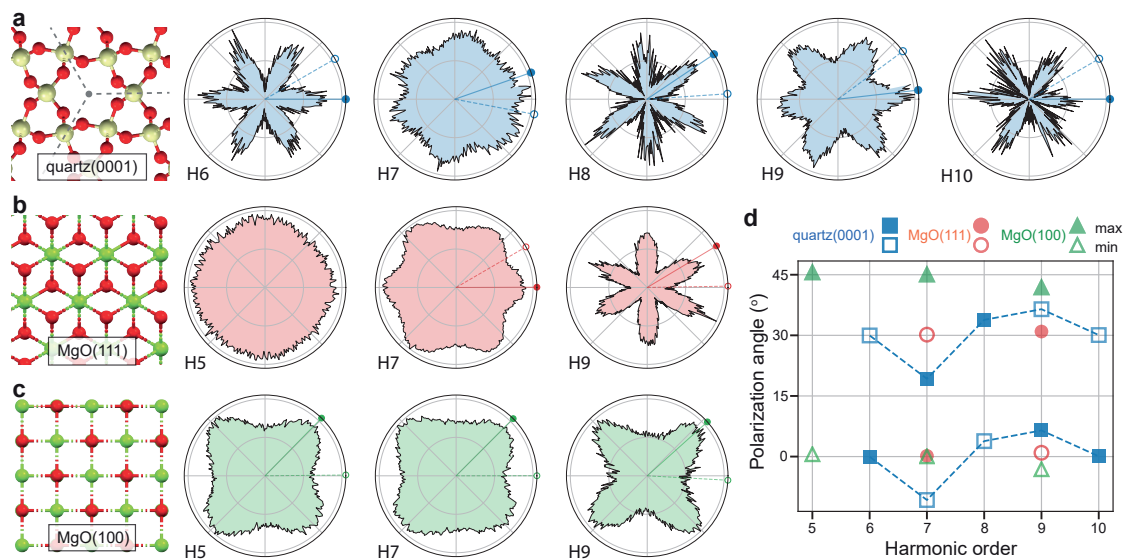 a
quartz(0001)
H6
H7
H8
H9
H10
b
MgO(111)
H5
H7
H9
c
MgO(100)
H5
H7
H9
d
quartz(0001) MgO(111) MgO(100) max
min
Polarization angle (°)
45
30
15
0
5 6 7 8 9 10
Harmonic order